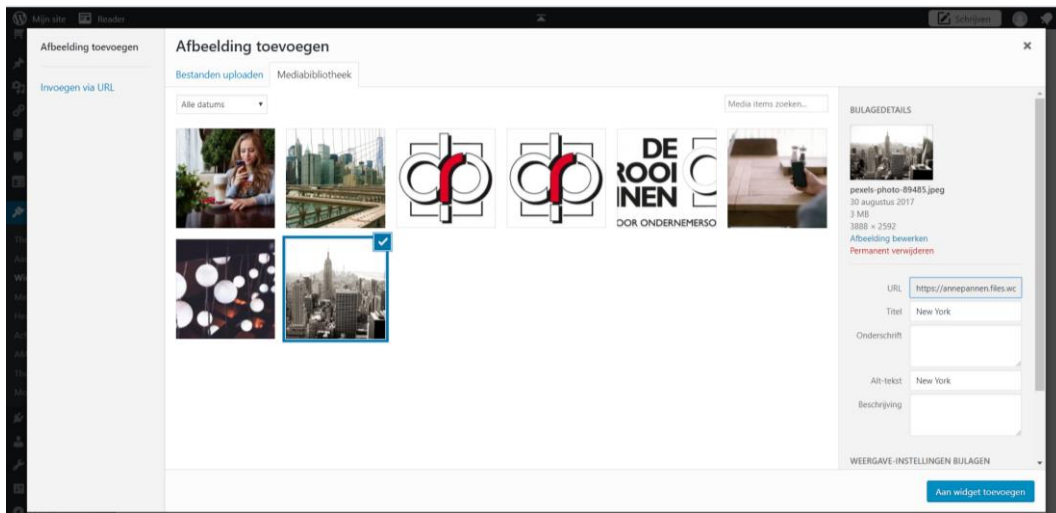 Mijn site
Reader
Schrijven
Afbeelding toevoegen
Invoegen via URL
Afbeelding toevoegen
Bestanden uploaden
Mediabibliotheek
Alle datums
Media items zoeken...
DE
ROOI
NNEN
OOR ONDERNEMERSO
BIJLAGEDETAILS
pexels-photo-89485.jpeg
30 augustus 2017
3 MB
3888 × 2592
Afbeelding bewerken
Permanent verwijderen
URL https://annepannen.files.wc
Titel New York
Onderschrift
Alt-tekst New York
Beschrijving
WEERGAVE-INSTELLINGEN BIJLAGEN
Aan widget toevoegen